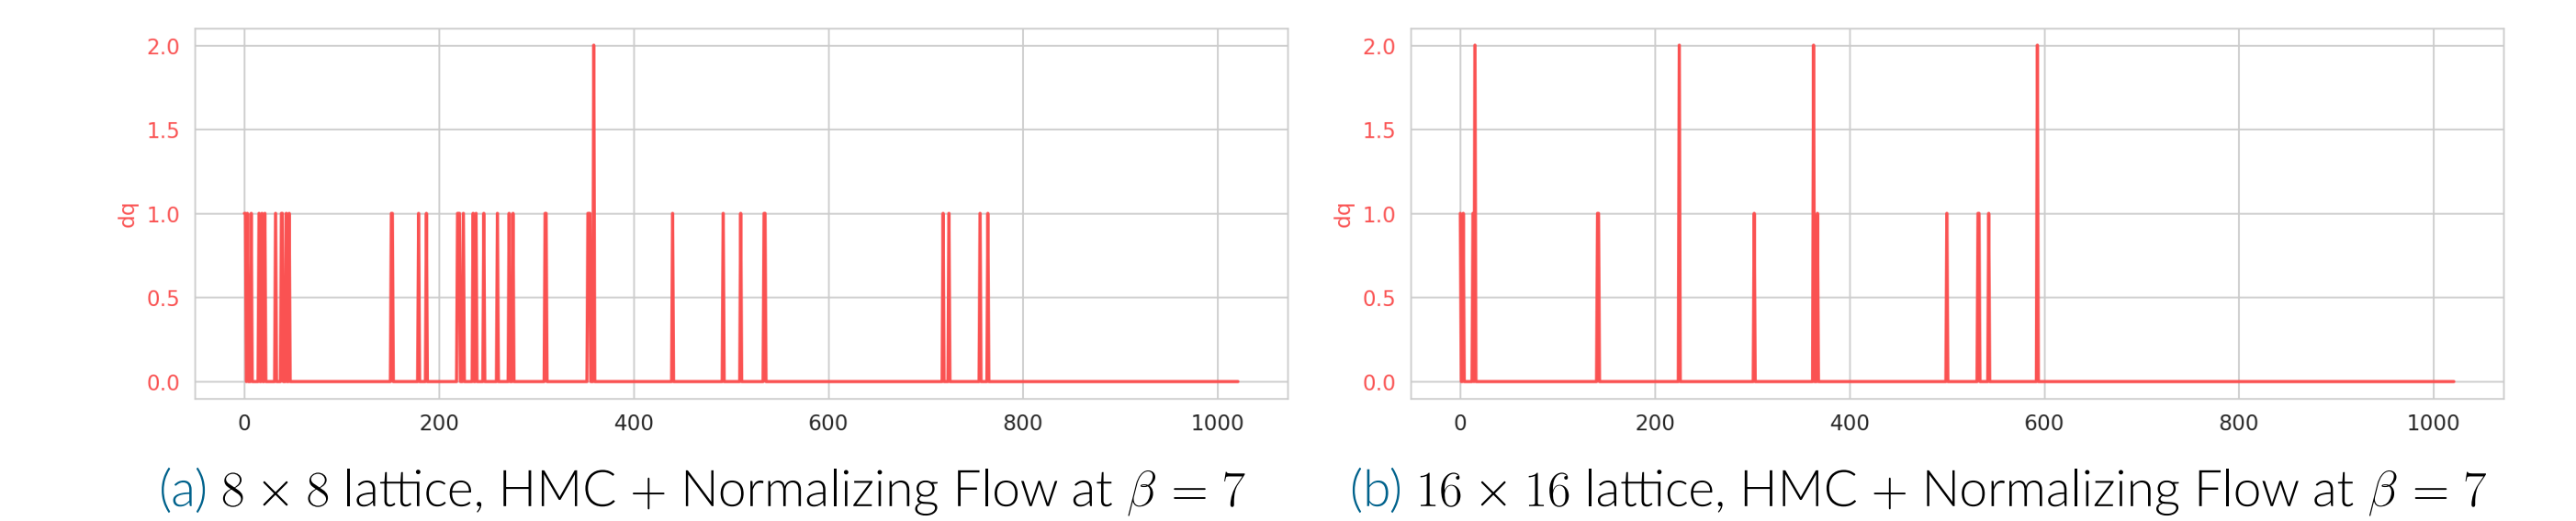 2.0
1.5
1.0
0.5
0.0
dq
0 200 400 600 800 1000
(a) 8 × 8 lattice, HMC + Normalizing Flow at β = 7
2.0
1.5
1.0
0.5
0.0
dq
0 200 400 600 800 1000
(b) 16 × 16 lattice, HMC + Normalizing Flow at β = 7